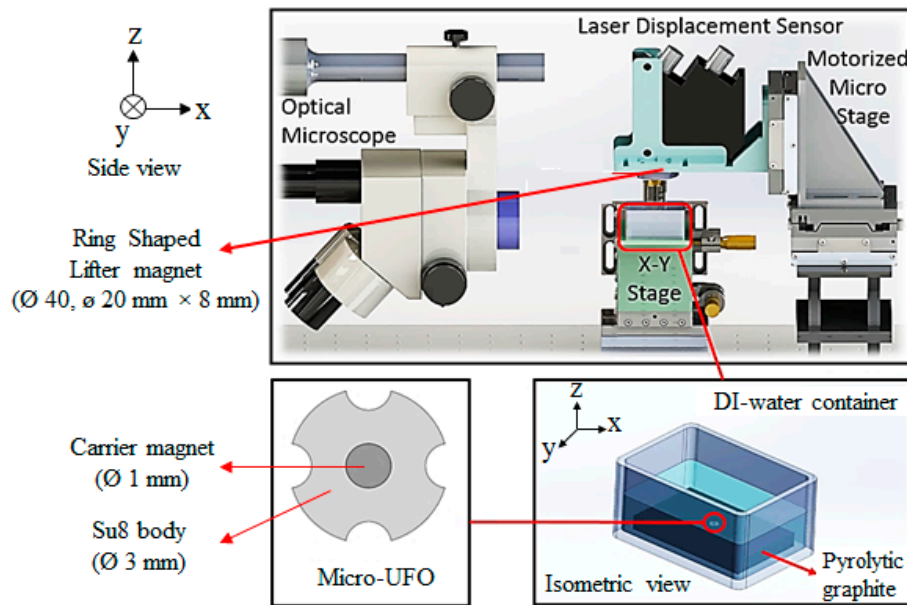 Z
x
y
Side view
Laser Displacement Sensor
Motorized
Micro
Stage
Optical
Microscope
X-Y
Stage
Ring Shaped
Lifter magnet
(Ø 40, ø 20 mm × 8 mm)
Carrier magnet
(Ø 1 mm)
Su8 body
(Ø 3 mm)
Micro-UFO
DI-water container
z
x
y
Isometric view
Pyrolytic
graphite